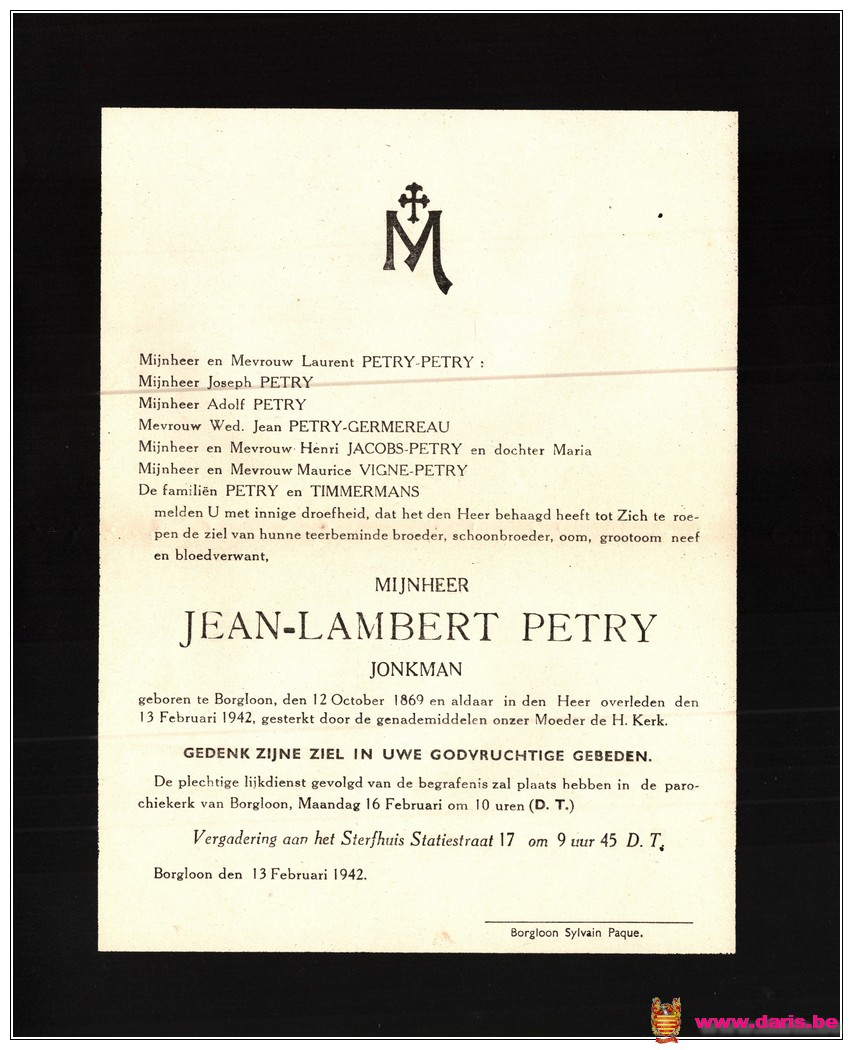 M
Mijnheer en Mevrouw Laurent PETRY-PETRY :
Mijnheer Joseph PETRY
Mijnheer Adolf PETRY
Mevrouw Wed. Jean PETRY-GERMEREAU
Mijnheer en Mevrouw Henri JACOBS-PETRY en dochter Maria
Mijnheer en Mevrouw Maurice VIGNE-PETRY
De familiën PETRY en TIMMERMANS
melden U met innige droefheid, dat het den Heer behaagd heeft tot Zich te roe-
pen de ziel van hunne teerbeminde broeder, schoonbroeder, oom, grootoom neef
en bloedverwant,
MIJNHEER
JEAN-LAMBERT PETRY
JONKMAN
geboren te Borgloon, den 12 October 1869 en aldaar in den Heer overleden den
13 Februari 1942, gesterkt door de genademiddelen onzer Moeder de H. Kerk.
GEDENK ZIJNE ZIEL IN UWE GODVRUCHTIGE GEBEDEN.
De plechtige lijkdienst gevolgd van de begrafenis zal plaats hebben in de paro-
chiekerk van Borgloon, Maandag 16 Februari om 10 uren (D. T.)
Vergadering aan het Sterfhuis Statiestraat 17 om 9 uur 45 D. T.
Borgloon den 13 Februari 1942.
Borgloon Sylvain Paque.
www.daris.be